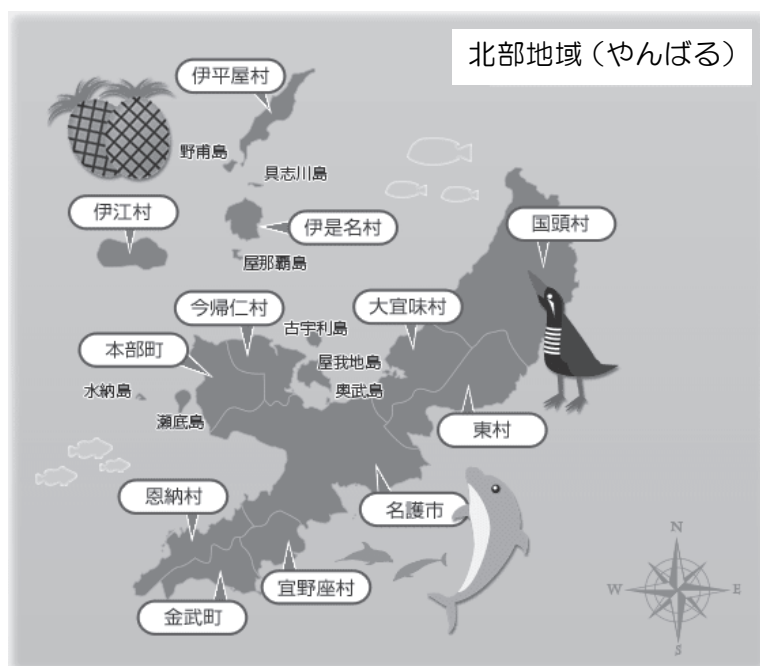 北部地域（やんばる）
伊平屋村
野甫島
具志川島
伊江村
伊是名村
国頭村
屋那覇島
今帰仁村
古宇利島
大宜味村
本部町
屋我地島
水納島
奥武島
瀬底島
東村
恩納村
名護市
宜野座村
金武町
N
W
E
S